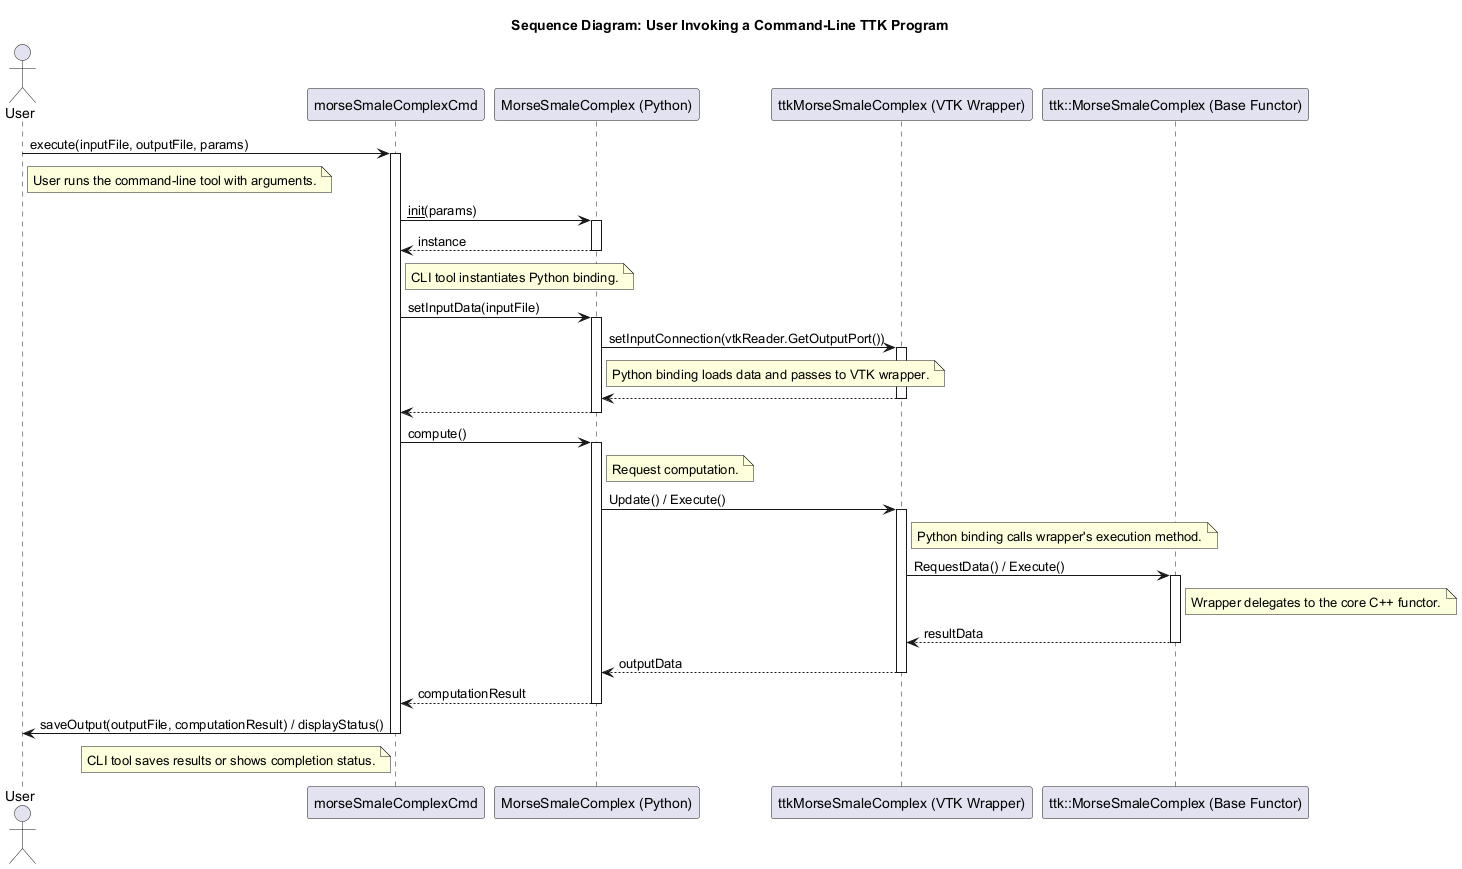 Sequence Diagram: User Invoking a Command-Line TTK Program
User
morseSmaleComplexCmd
MorseSmaleComplex (Python)
ttkMorseSmaleComplex (VTK Wrapper)
ttk::MorseSmaleComplex (Base Functor)
execute(inputFile, outputFile, params)
User runs the command-line tool with arguments.
init(params)
instance
CLI tool instantiates Python binding.
setInputData(inputFile)
setInputConnection(vtkReader.GetOutputPort())
Python binding loads data and passes to VTK wrapper.
compute()
Request computation.
Update() / Execute()
Python binding calls wrapper's execution method.
RequestData() / Execute()
Wrapper delegates to the core C++ functor.
resultData
outputData
computationResult
saveOutput(outputFile, computationResult) / displayStatus()
CLI tool saves results or shows completion status.
User
morseSmaleComplexCmd
MorseSmaleComplex (Python)
ttkMorseSmaleComplex (VTK Wrapper)
ttk::MorseSmaleComplex (Base Functor)